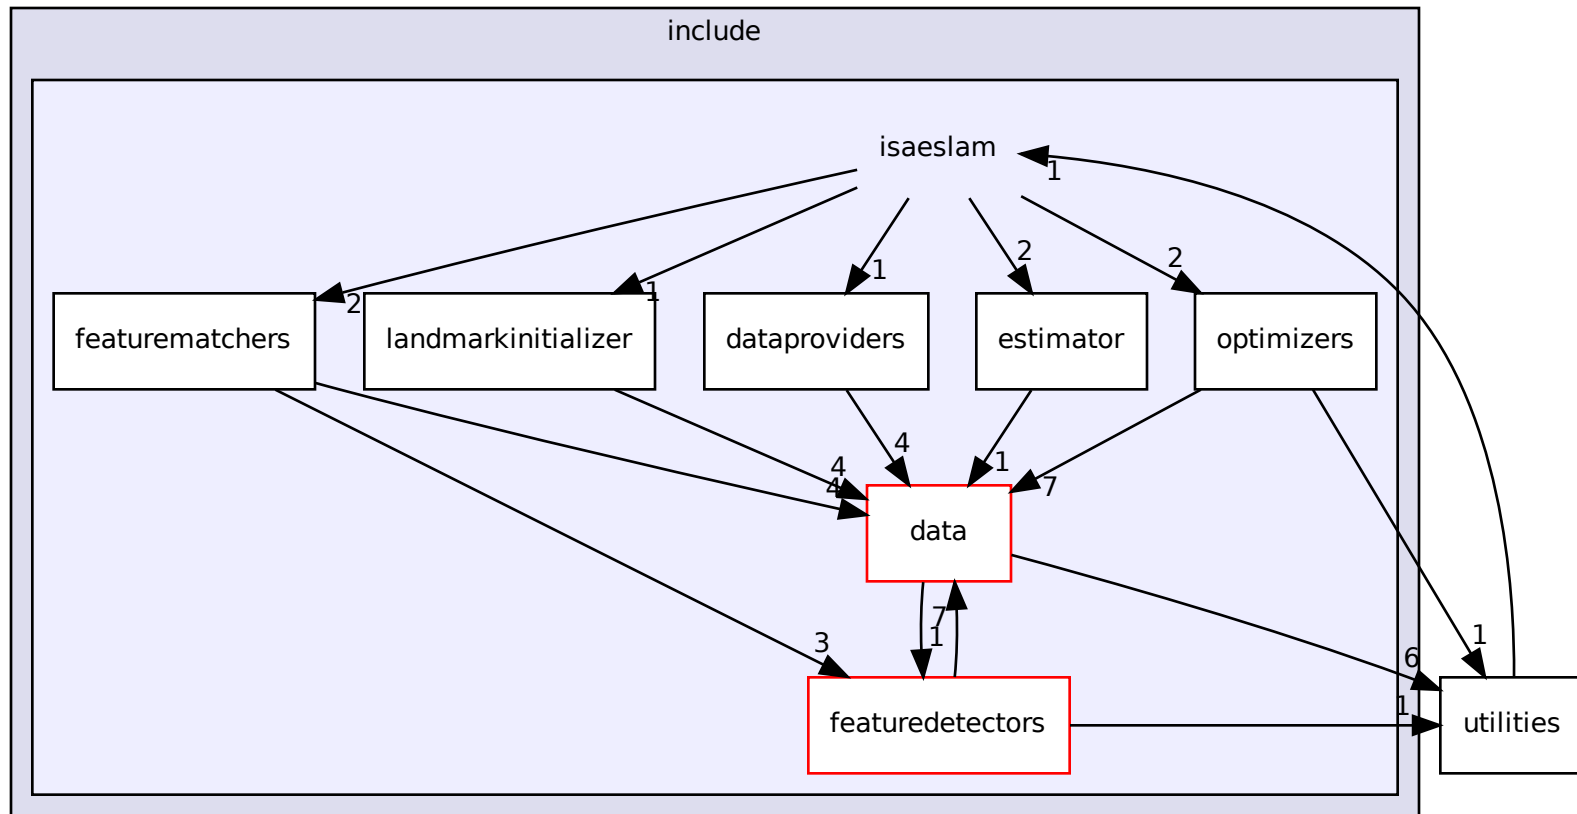 include
isaeslam
1
2
1
1
2
2
featurematchers
landmarkinitializer
dataproviders
estimator
optimizers
4
4
4
1
7
data
7
1
3
6
1
1
featuredetectors
utilities